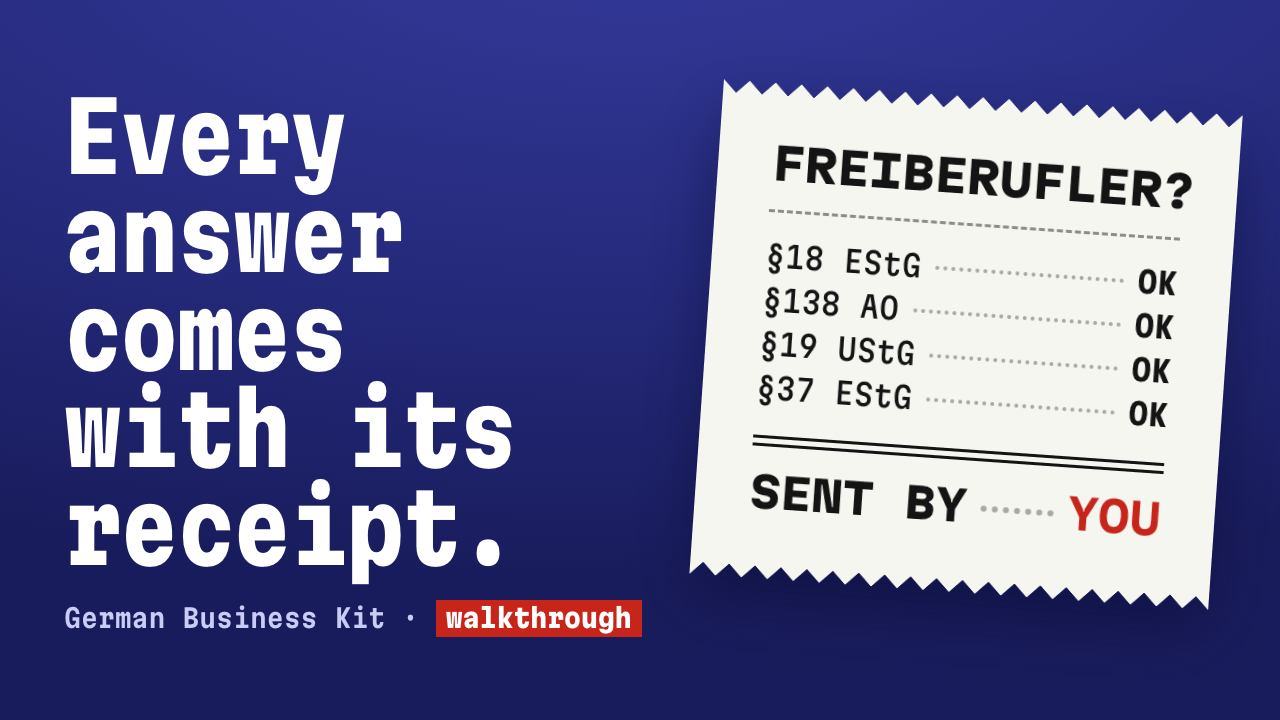 Every
answer
comes
with its
receipt.
German Business Kit · walkthrough
FREIBERUFLER?
§18 EStG OK
§138 AO OK
§19 UStG OK
§37 EStG OK
SENT BY YOU